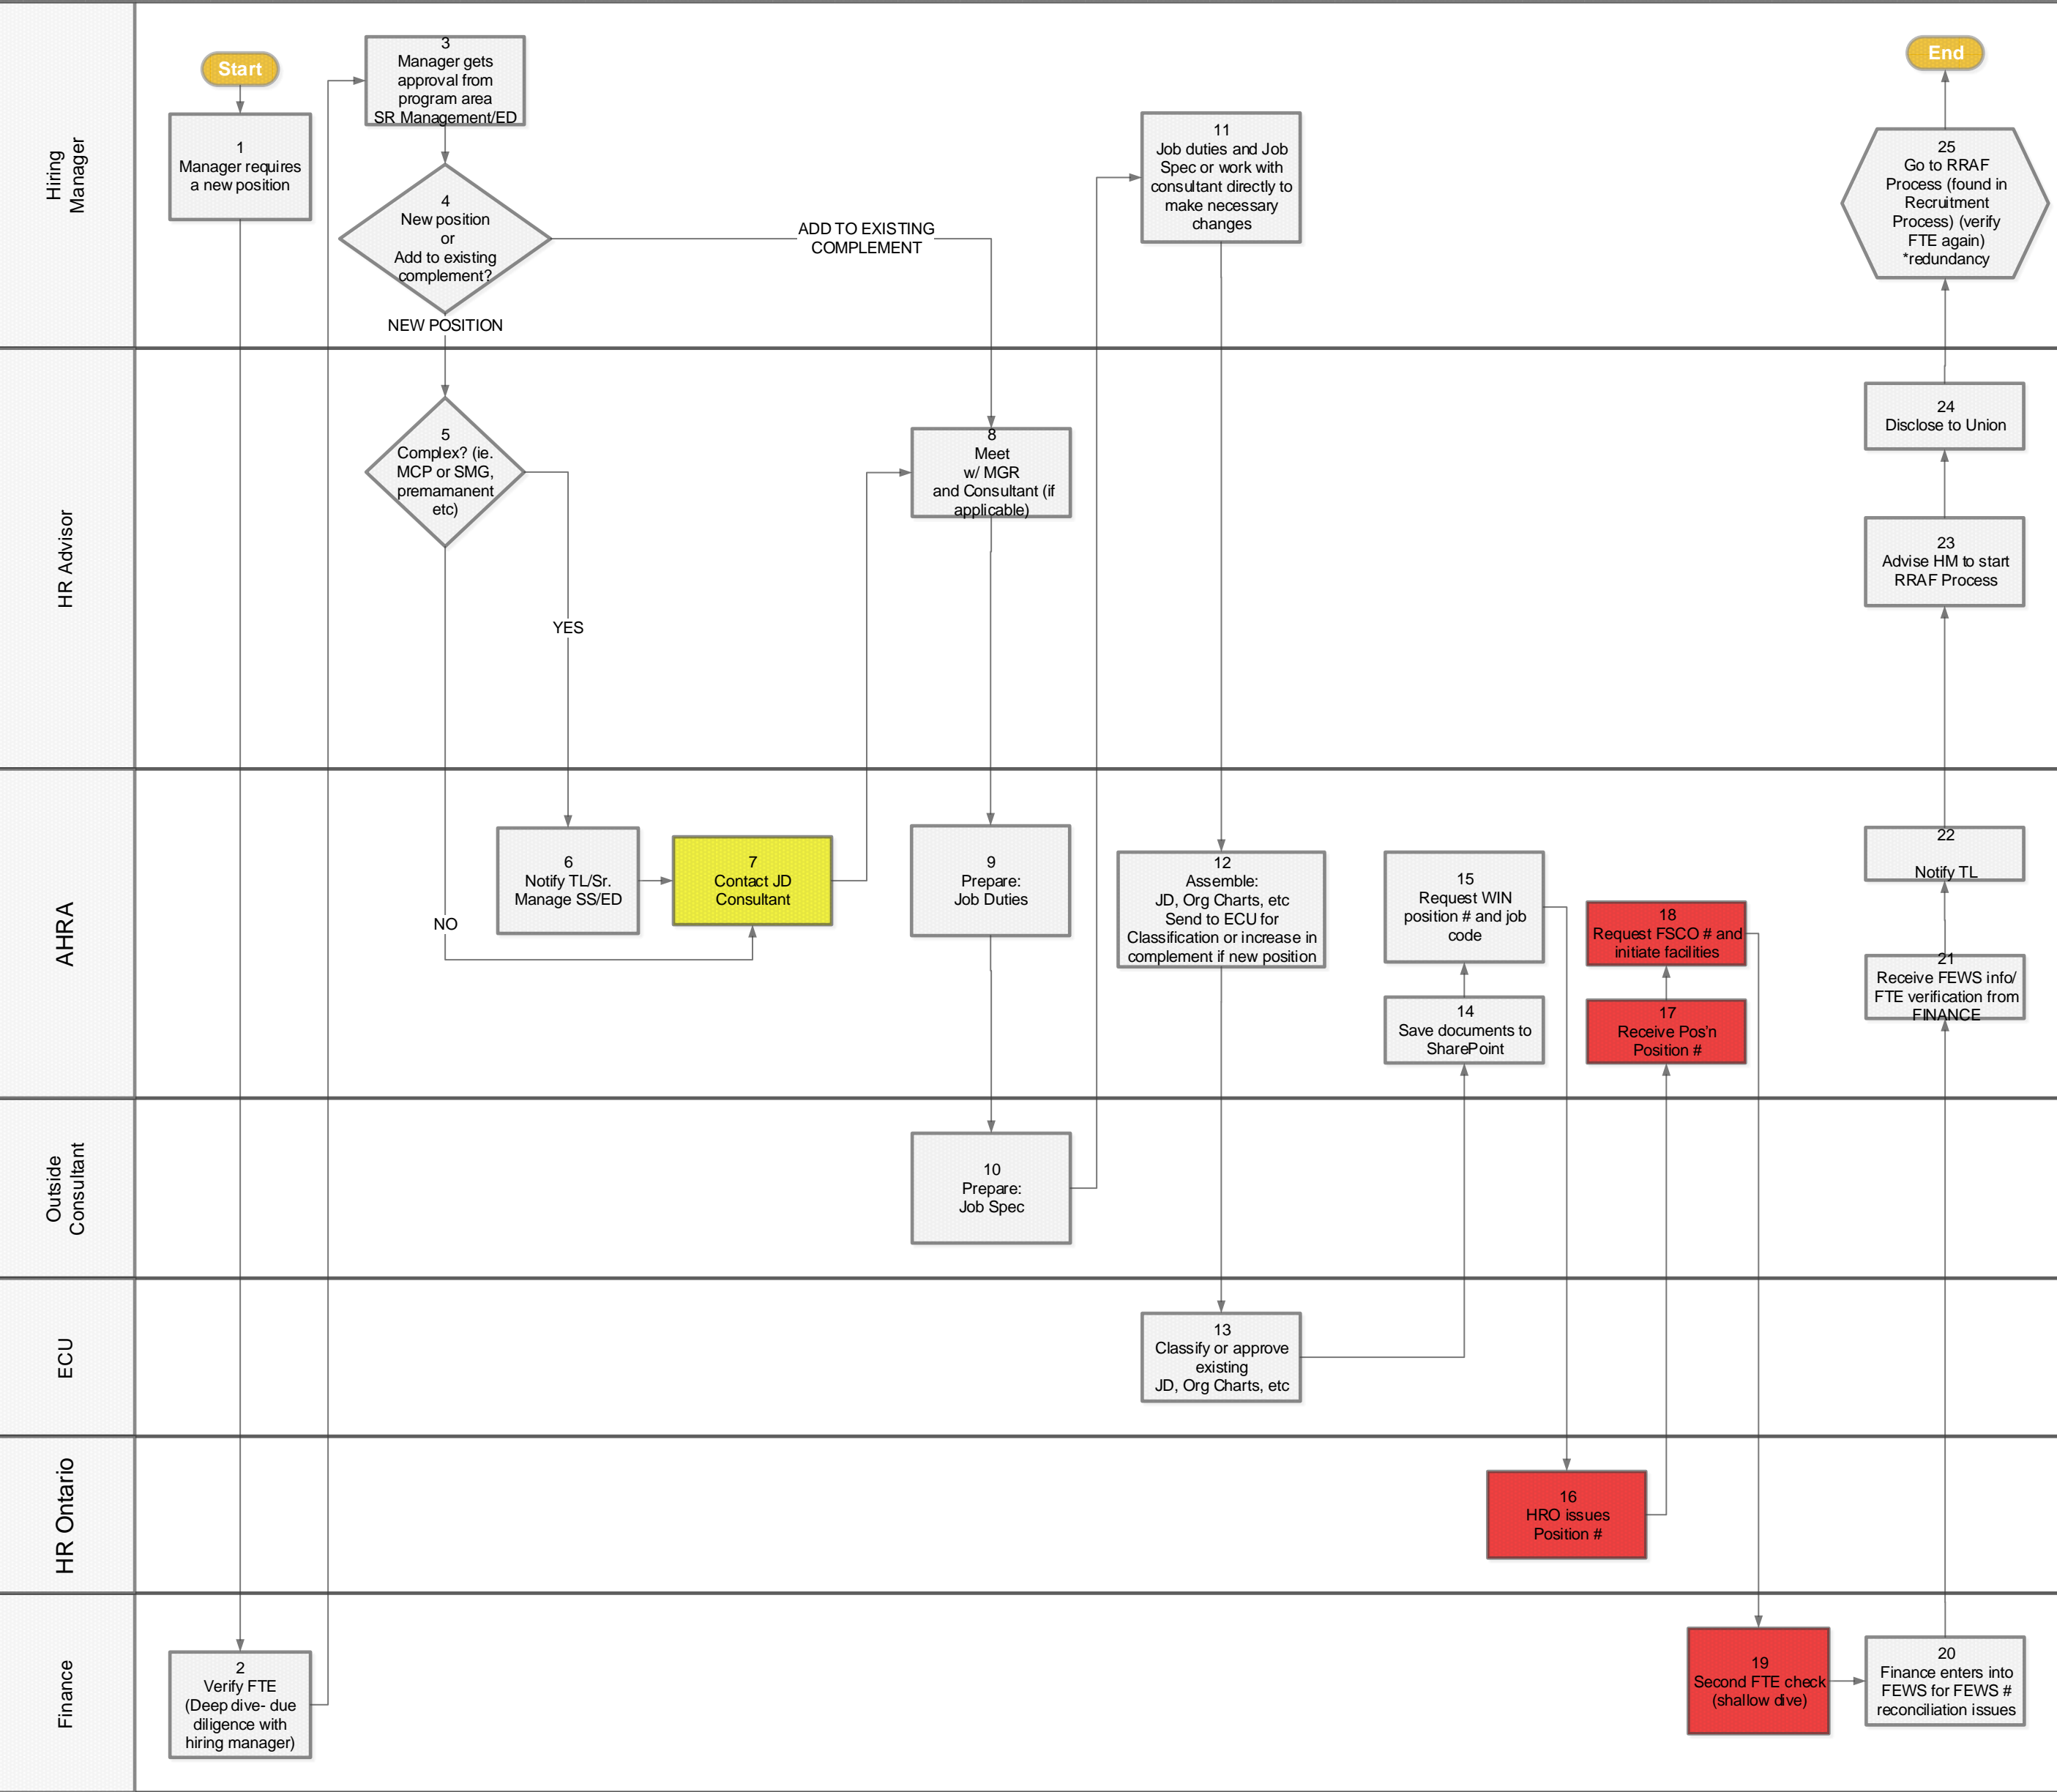 Hiring
Manager
Start
1
Manager requires
a new position
3
Manager gets
approval from
program area
SR Management/ED
4
New position
or
Add to existing
complement?
ADD TO EXISTING
COMPLEMENT
NEW POSITION
11
Job duties and Job
Spec or work with
consultant directly to
make necessary
changes
End
25
Go to RRAF
Process (found in
Recruitment
Process) (verify
FTE again)
*redundancy
HR Advisor
5
Complex? (ie.
MCP or SMG,
premamanent
etc)
YES
8
Meet
w/ MGR
and Consultant (if
applicable)
24
Disclose to Union
23
Advise HM to start
RRAF Process
AHRA
NO
6
Notify TL/Sr.
Manage SS/ED
7
Contact JD
Consultant
9
Prepare:
Job Duties
12
Assemble:
JD, Org Charts, etc
Send to ECU for
Classification or increase in
complement if new position
15
Request WIN
position # and job
code
14
Save documents to
SharePoint
18
Request FSCO # and
initiate facilities
17
Receive Pos'n
Position #
22
Notify TL
21
Receive FEWS info/
FTE verification from
FINANCE
Outside
Consultant
10
Prepare:
Job Spec
ECU
13
Classify or approve
existing
JD, Org Charts, etc
HR Ontario
16
HRO issues
Position #
Finance
2
Verify FTE
(Deep dive- due
diligence with
hiring manager)
19
Second FTE check
(shallow dive)
20
Finance enters into
FEWS for FEWS #
reconciliation issues